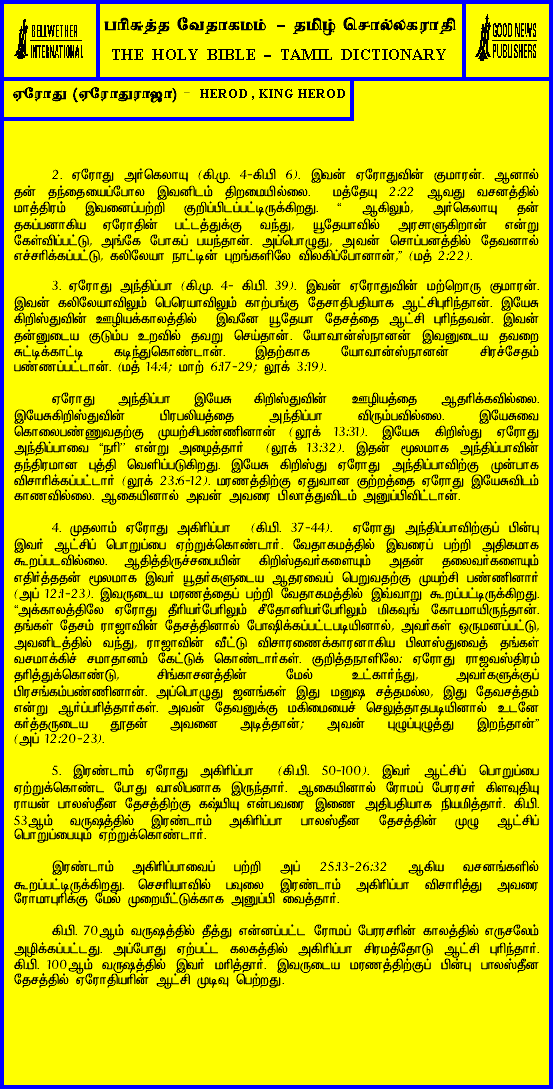 BELLWETHER
INTERNATIONAL
பரிசுத்த வேதாகமம் - தமிழ் சொல்லகராதி
THE HOLY BIBLE - TAMIL DICTIONARY
GOOD NEWS
PUBLISHERS
ஏரோது (ஏரோதுராஜா) - HEROD , KING HEROD
2. ஏரோது அர்கெலாயு (கி.மு. 4-கி.பி 6). இவன் ஏரோதுவின் குமாரன். ஆனால்
தன் தந்தையைப்போல இவனிடம் திறமையில்லை. மத்தேயு 2:22 ஆவது வசனத்தில்
மாத்திரம் இவனைப்பற்றி குறிப்பிடப்பட்டிருக்கிறது. “ ஆகிலும், அர்கெலாயு தன்
தகப்பனாகிய ஏரோதின் பட்டத்துக்கு வந்து, யூதேயாவில் அரசாளுகிறான் என்று
கேள்விப்பட்டு, அங்கே போகப் பயந்தான். அப்பொழுது, அவன் சொப்பனத்தில் தேவனால்
எச்சரிக்கப்பட்டு, கலிலேயா நாட்டின் புறங்களிலே விலகிப்போனான்,” (மத் 2:22).
3. ஏரோது அந்திப்பா (கி.மு. 4- கி.பி. 39). இவன் ஏரோதுவின் மற்றொரு குமாரன்.
இவன் கலிலேயாவிலும் பெரெயாவிலும் காற்பங்கு தேசாதிபதியாக ஆட்சிபுரிந்தான். இயேசு
கிறிஸ்துவின் ஊழியக்காலத்தில் இவனே யூதேயா தேசத்தை ஆட்சி புரிந்தவன். இவன்
தன்னுடைய குடும்ப உறவில் தவறு செய்தான். யோவான்ஸ்நானன் இவனுடைய தவறை
சுட்டிக்காட்டி கடிந்துகொண்டான். இதற்காக யோவான்ஸ்நானன் சிரச்சேதம்
பண்ணப்பட்டான். (மத் 14:4; மாற் 6:17-29; லூக் 3:19).
ஏரோது அந்திப்பா இயேசு கிறிஸ்துவின் ஊழியத்தை ஆதரிக்கவில்லை.
இயேசுகிறிஸ்துவின் பிரபலியத்தை அந்திப்பா விரும்பவில்லை. இயேசுவை
கொலைபண்ணுவதற்கு முயற்சிபண்ணினான் (லூக் 13:31). இயேசு கிறிஸ்து ஏரோது
அந்திப்பாவை “நரி” என்று அழைத்தார் (லூக் 13:32). இதன் மூலமாக அந்திப்பாவின்
தந்திரமான புத்தி வெளிப்படுகிறது. இயேசு கிறிஸ்து ஏரோது அந்திப்பாவிற்கு முன்பாக
விசாரிக்கப்பட்டார் (லூக் 23:6-12). மரணத்திற்கு ஏதுவான குற்றத்தை ஏரோது இயேசுவிடம்
காணவில்லை. ஆகையினால் அவன் அவரை பிலாத்துவிடம் அனுப்பிவிட்டான்.
4. முதலாம் ஏரோது அகிரிப்பா (கி.பி. 37-44). ஏரோது அந்திப்பாவிற்குப் பின்பு
இவர் ஆட்சிப் பொறுப்பை ஏற்றுக்கொண்டார். வேதாகமத்தில் இவரைப் பற்றி அதிகமாக
கூறப்படவில்லை. ஆதித்திருச்சபையின் கிறிஸ்தவர்களையும் அதன் தலைவர்களையும்
எதிர்த்ததன் மூலமாக இவர் யூதர்களுடைய ஆதரவைப் பெறுவதற்கு முயற்சி பண்ணினார்
(அப் 12:1-23). இவருடைய மரணத்தைப் பற்றி வேதாகமத்தில் இவ்வாறு கூறப்பட்டிருக்கிறது.
“அக்காலத்திலே ஏரோது தீரியர்பேரிலும் சீதோனியர்பேரிலும் மிகவுங் கோபமாயிருந்தான்.
தங்கள் தேசம் ராஜாவின் தேசத்தினால் போஷிக்கப்பட்டபடியினால், அவர்கள் ஒருமனப்பட்டு,
அவனிடத்தில் வந்து, ராஜாவின் வீட்டு விசாரணைக்காரனாகிய பிலாஸ்துவைத் தங்கள்
வசமாக்கிச் சமாதானம் கேட்டுக் கொண்டார்கள். குறித்தநாளிலே: ஏரோது ராஜவஸ்திரம்
தரித்துக்கொண்டு, சிங்காசனத்தின் மேல் உட்கார்ந்து, அவர்களுக்குப்
பிரசங்கம்பண்ணினான். அப்பொழுது ஜனங்கள் இது மனுஷ சத்தமல்ல, இது தேவசத்தம்
என்று ஆர்ப்பரித்தார்கள். அவன் தேவனுக்கு மகிமையைச் செலுத்தாதபடியினால் உடனே
கர்த்தருடைய தூதன் அவனை அடித்தான்; அவன் புழுப்புழுத்து இறந்தான்”
(அப் 12:20-23).
5. இரண்டாம் ஏரோது அகிரிப்பா (கி.பி. 50-100). இவர் ஆட்சிப் பொறுப்பை
ஏற்றுக்கொண்ட போது வாலிபனாக இருந்தார். ஆகையினால் ரோமப் பேரரசர் கிளவுதியு
ராயன் பாலஸ்தீன தேசத்திற்கு கஷ்பியு என்பவரை இணை அதிபதியாக நியமித்தார். கி.பி.
53ஆம் வருஷத்தில் இரண்டாம் அகிரிப்பா பாலஸ்தீன தேசத்தின் முழு ஆட்சிப்
பொறுப்பையும் ஏற்றுக்கொண்டார்.
இரண்டாம் அகிரிப்பாவைப் பற்றி அப் 25:13-26:32 ஆகிய வசனங்களில்
கூறப்பட்டிருக்கிறது. செசரியாவில் பவுலை இரண்டாம் அகிரிப்பா விசாரித்து அவரை
ரோமாபுரிக்கு மேல் முறையீட்டுக்காக அனுப்பி வைத்தார்.
கி.பி. 70ஆம் வருஷத்தில் தீத்து என்னப்பட்ட ரோமப் பேரரசரின் காலத்தில் எருசலேம்
அழிக்கப்பட்டது. அப்போது ஏற்பட்ட கலகத்தில் அகிரிப்பா சிரமத்தோடு ஆட்சி புரிந்தார்.
கி.பி. 100ஆம் வருஷத்தில் இவர் மரித்தார். இவருடைய மரணத்திற்குப் பின்பு பாலஸ்தீன
தேசத்தில் ஏரோதியரின் ஆட்சி முடிவு பெற்றது.